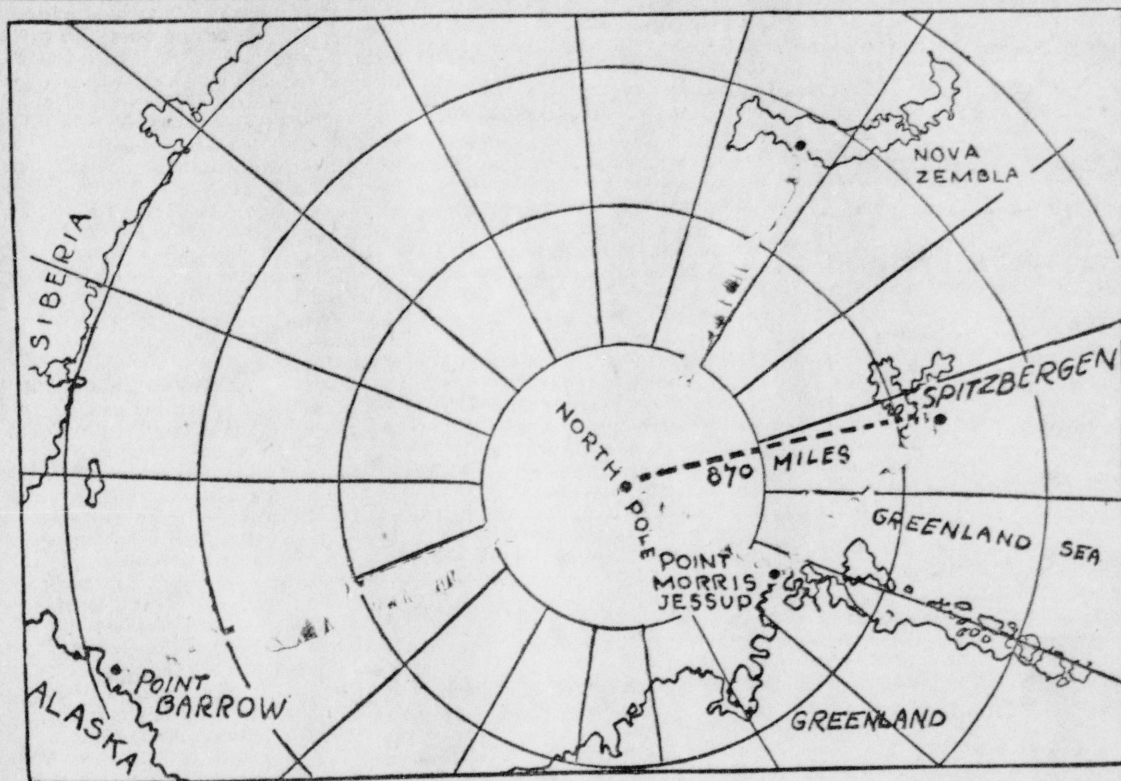 NOVA
ZEMBLA
SIBERIA
SPITZBERGEN
NORTH
POLE
870 MILES
GREENLAND SEA
POINT
MORRIS
JESSUP
POINT
BARROW
ALASKA
GREENLAND